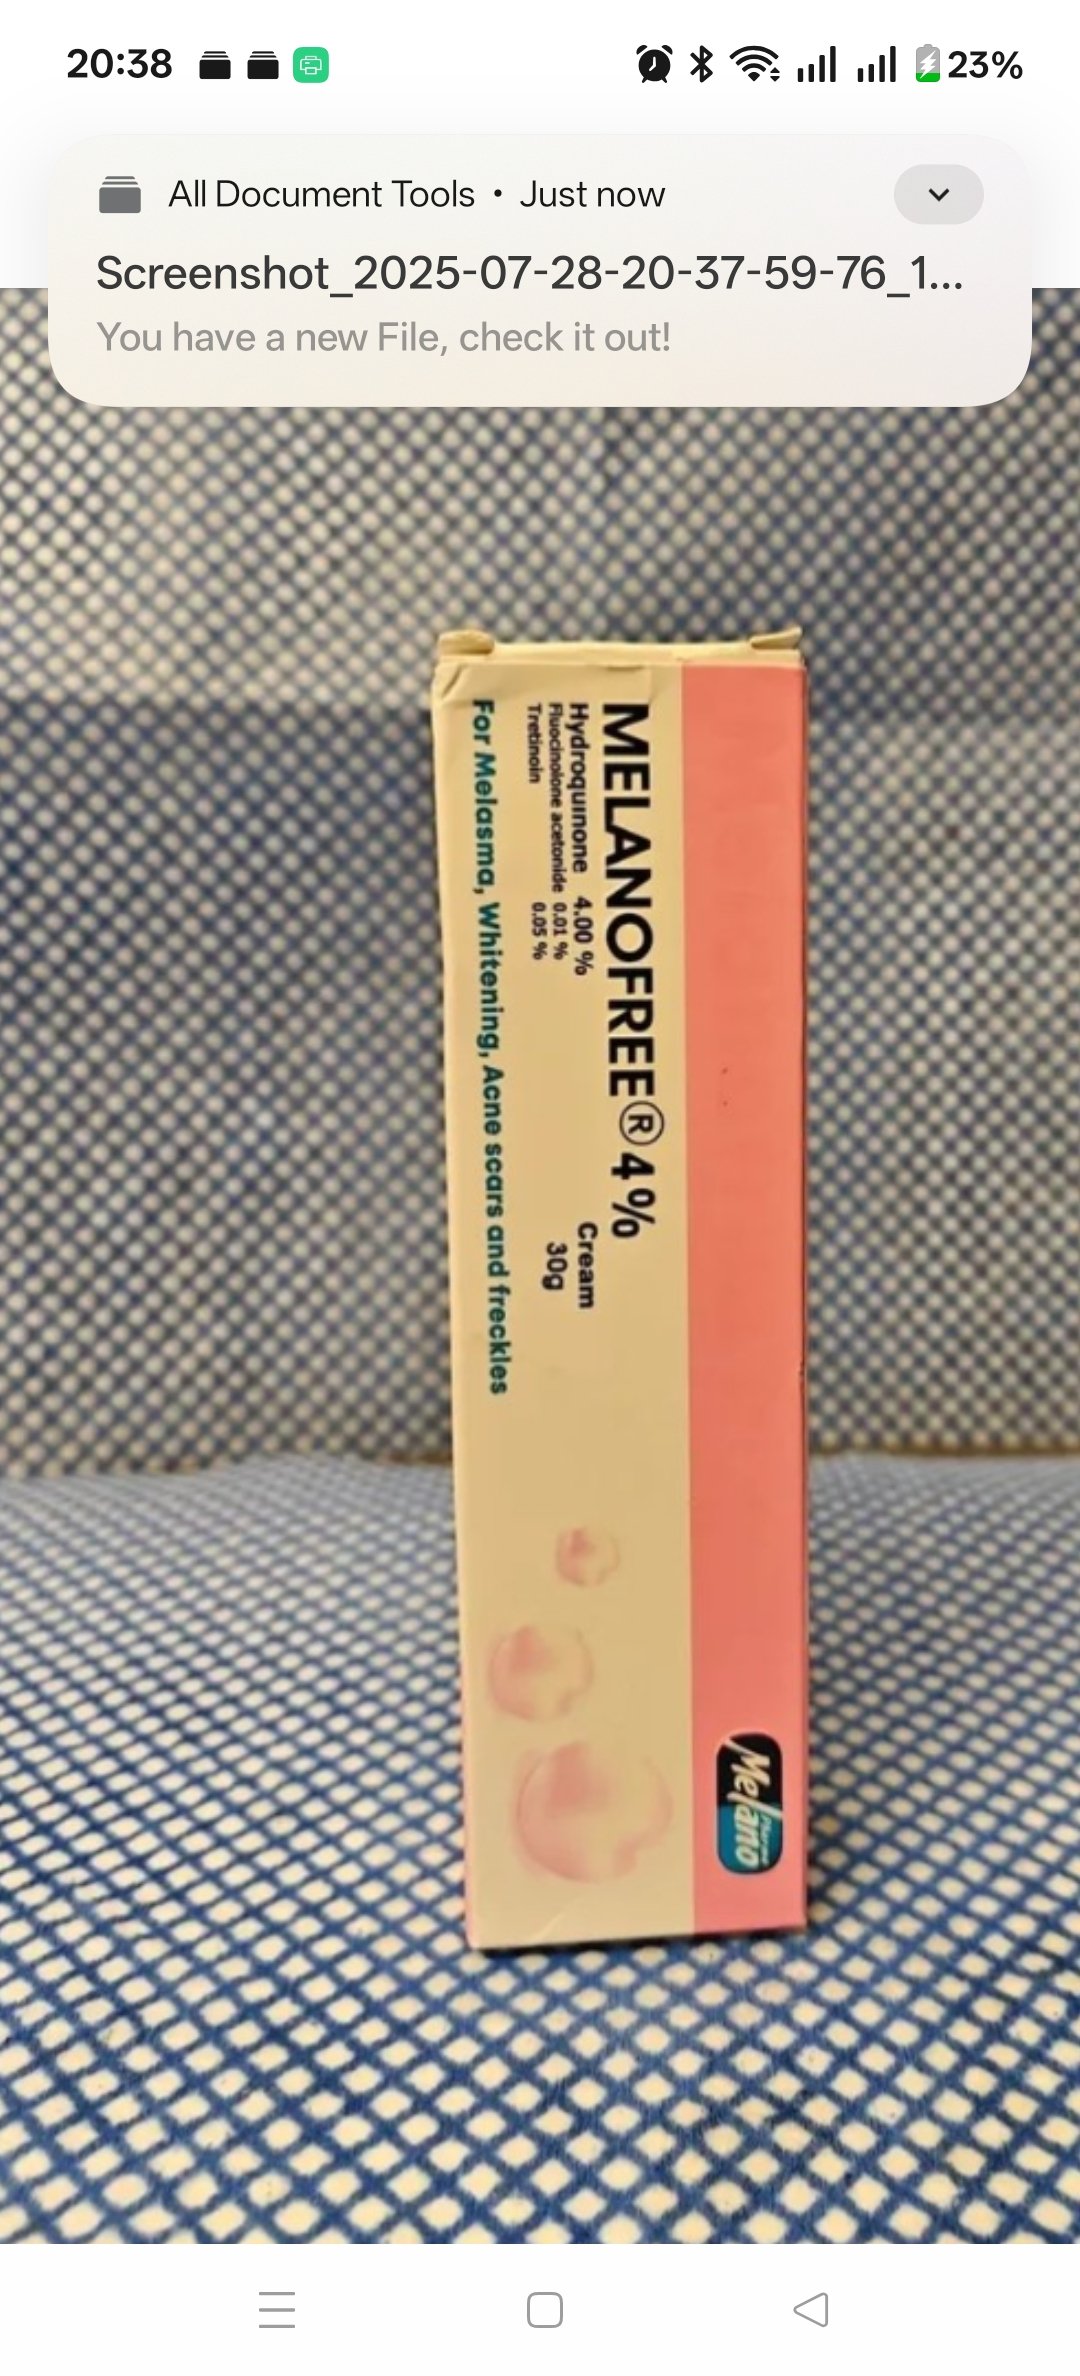 20:38
23%
All Document Tools • Just now
Screenshot_2025-07-28-20-37-59-76_1...
You have a new File, check it out!
MELANOFREE® 4%
Hydroquinone 4.00 %
Fluocinolone acetonide 0.01 %
Tretinoin 0.05 %
Cream
30g
For Melasma, Whitening, Acne scars and freckles
Melano
Pharma